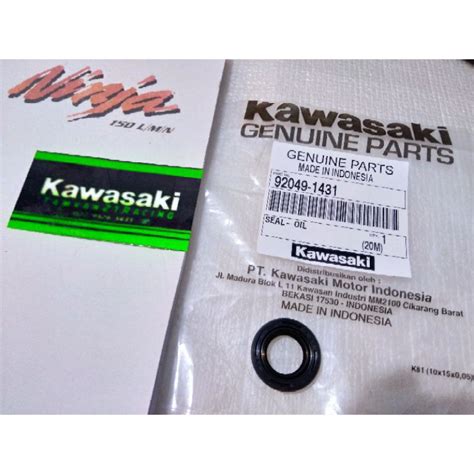 Ninja
150 L/M/N
Kawasaki
Kawasaki
GENUINE PARTS
GENUINE PARTS
MADE IN INDONESIA
92049-1431
SEAL - OIL
1
(20M)
Kawasaki
Didistribusikan oleh :
PT. Kawasaki Motor Indonesia
JL Madura Blok L 11 Kawasan Industri MM2100 Cikarang Barat
BEKASI 17530 - INDONESIA
MADE IN INDONESIA
K61 (10x15x0,05)